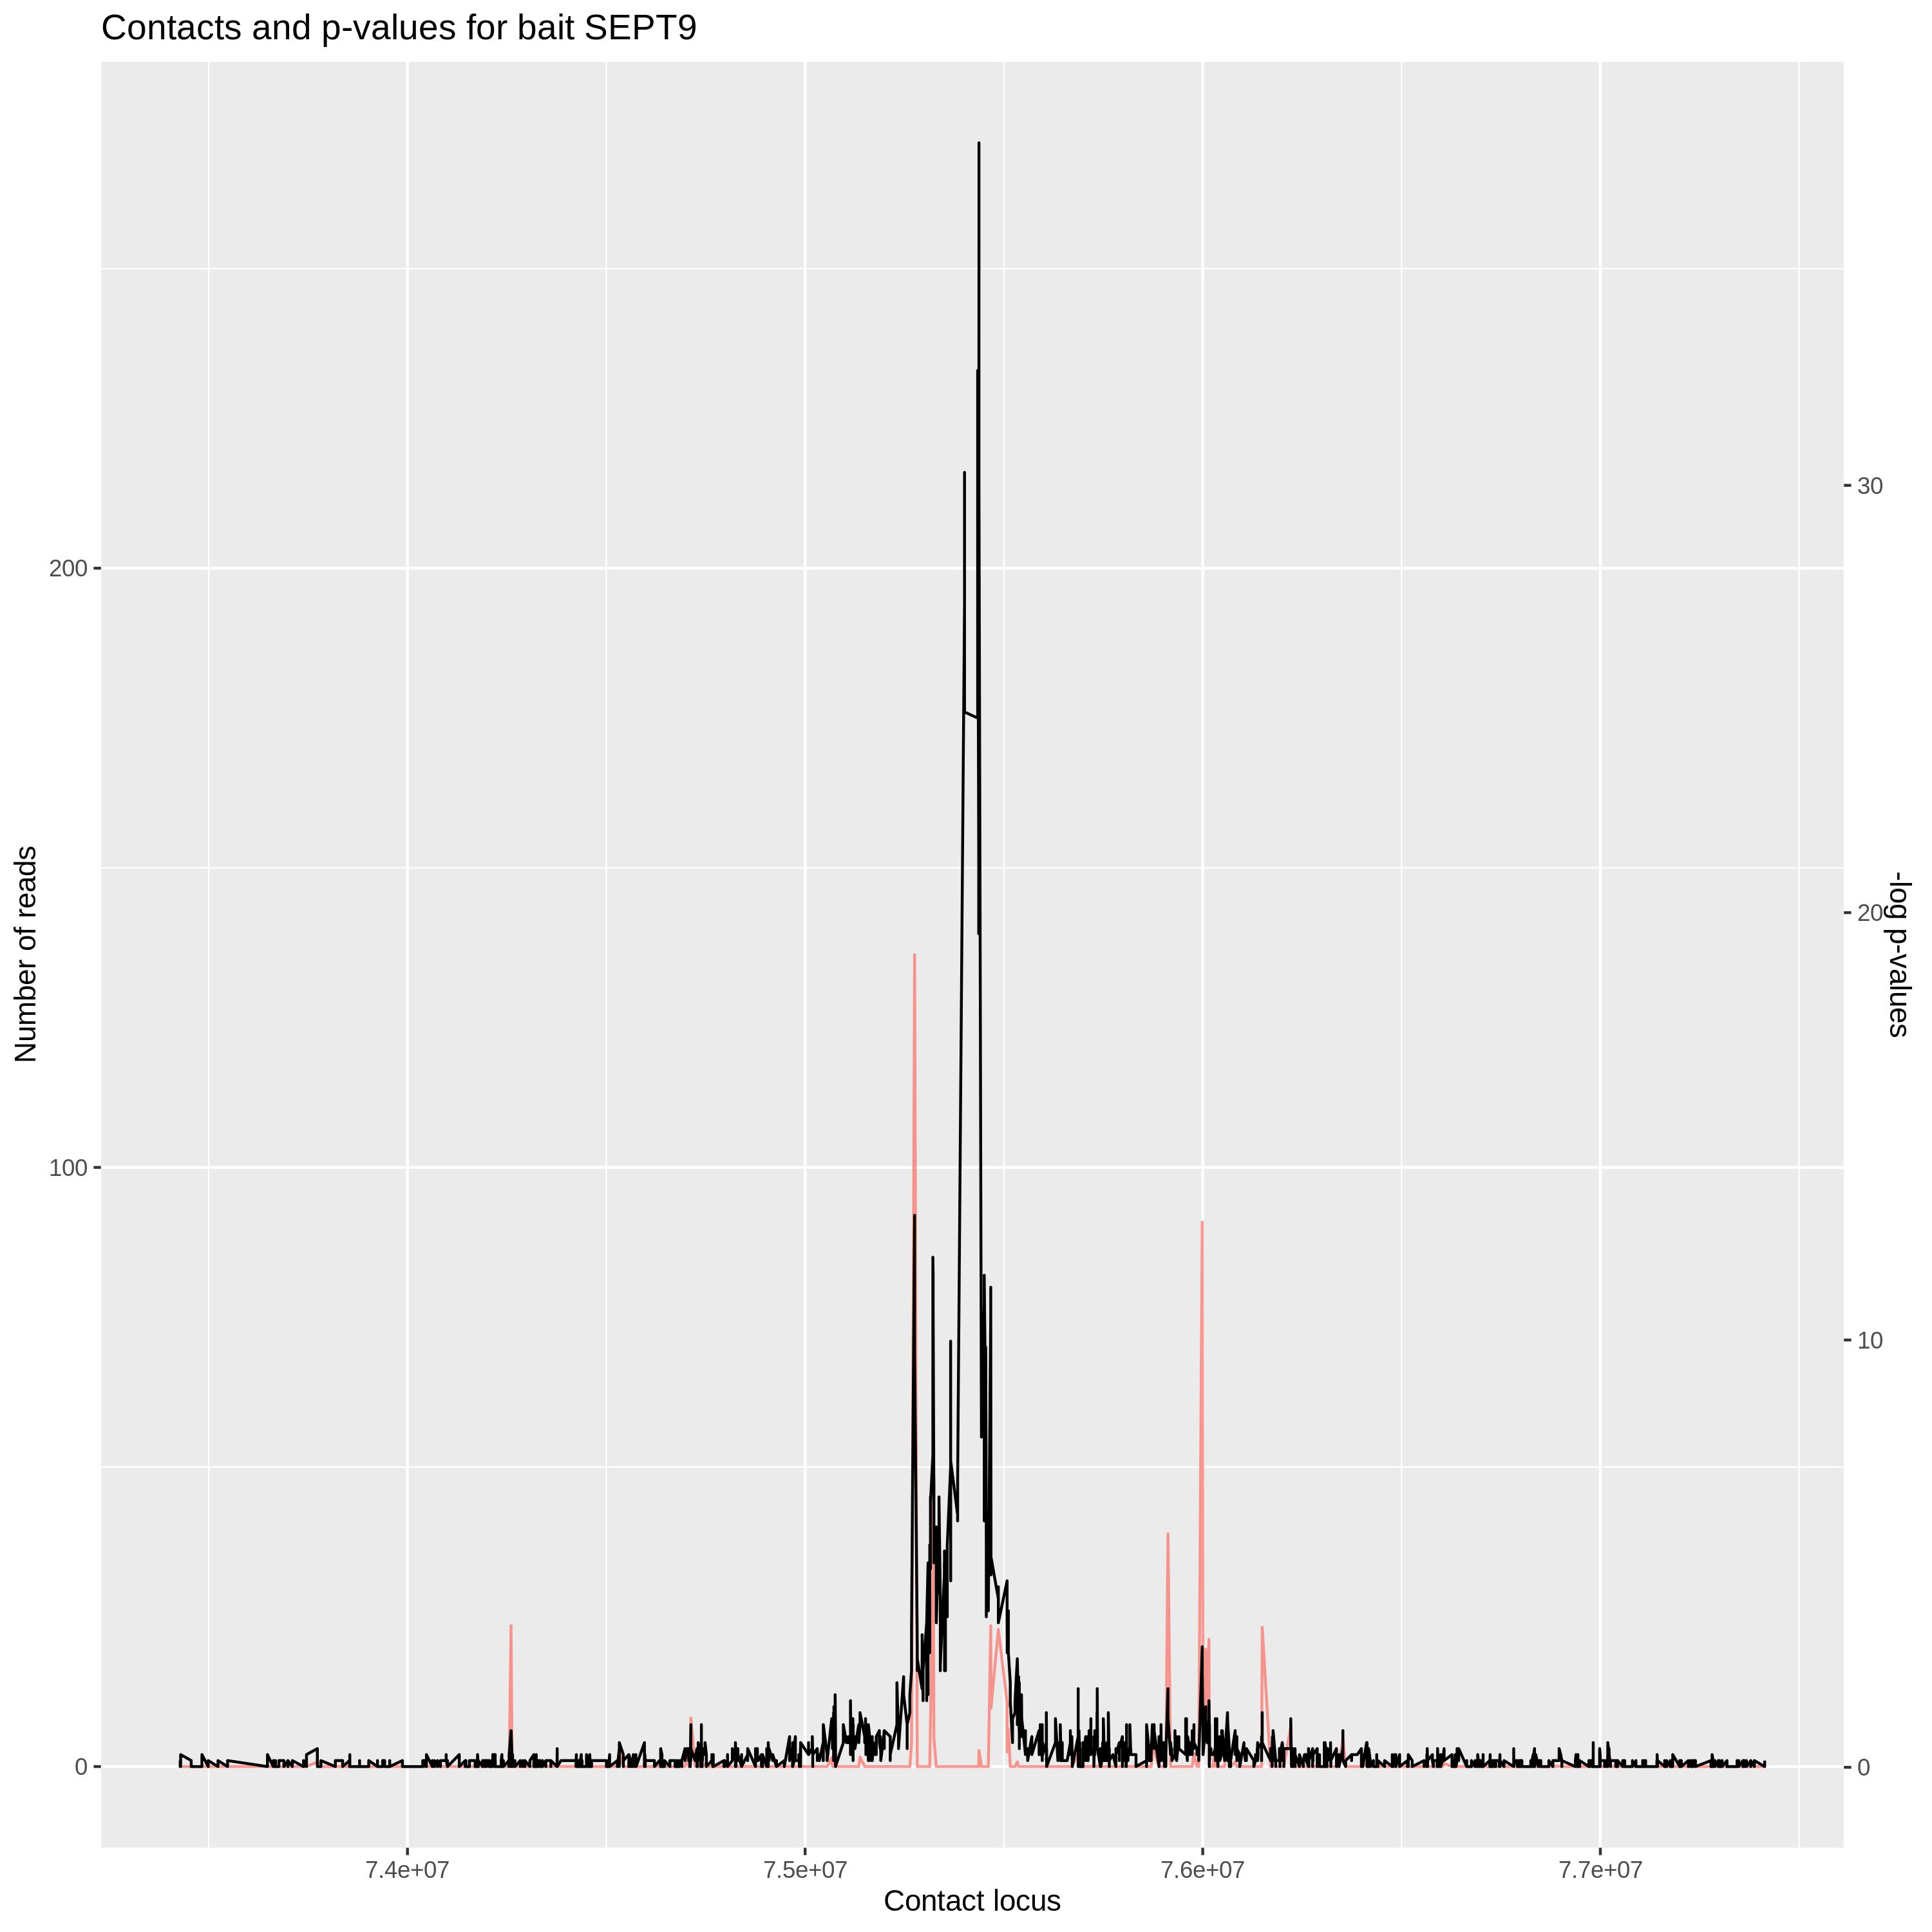 Contacts and p-values for bait SEPT9
Number of reads
200
100
0
30
20
10
0
-log p-values
7.4e+07
7.5e+07
7.6e+07
7.7e+07
Contact locus